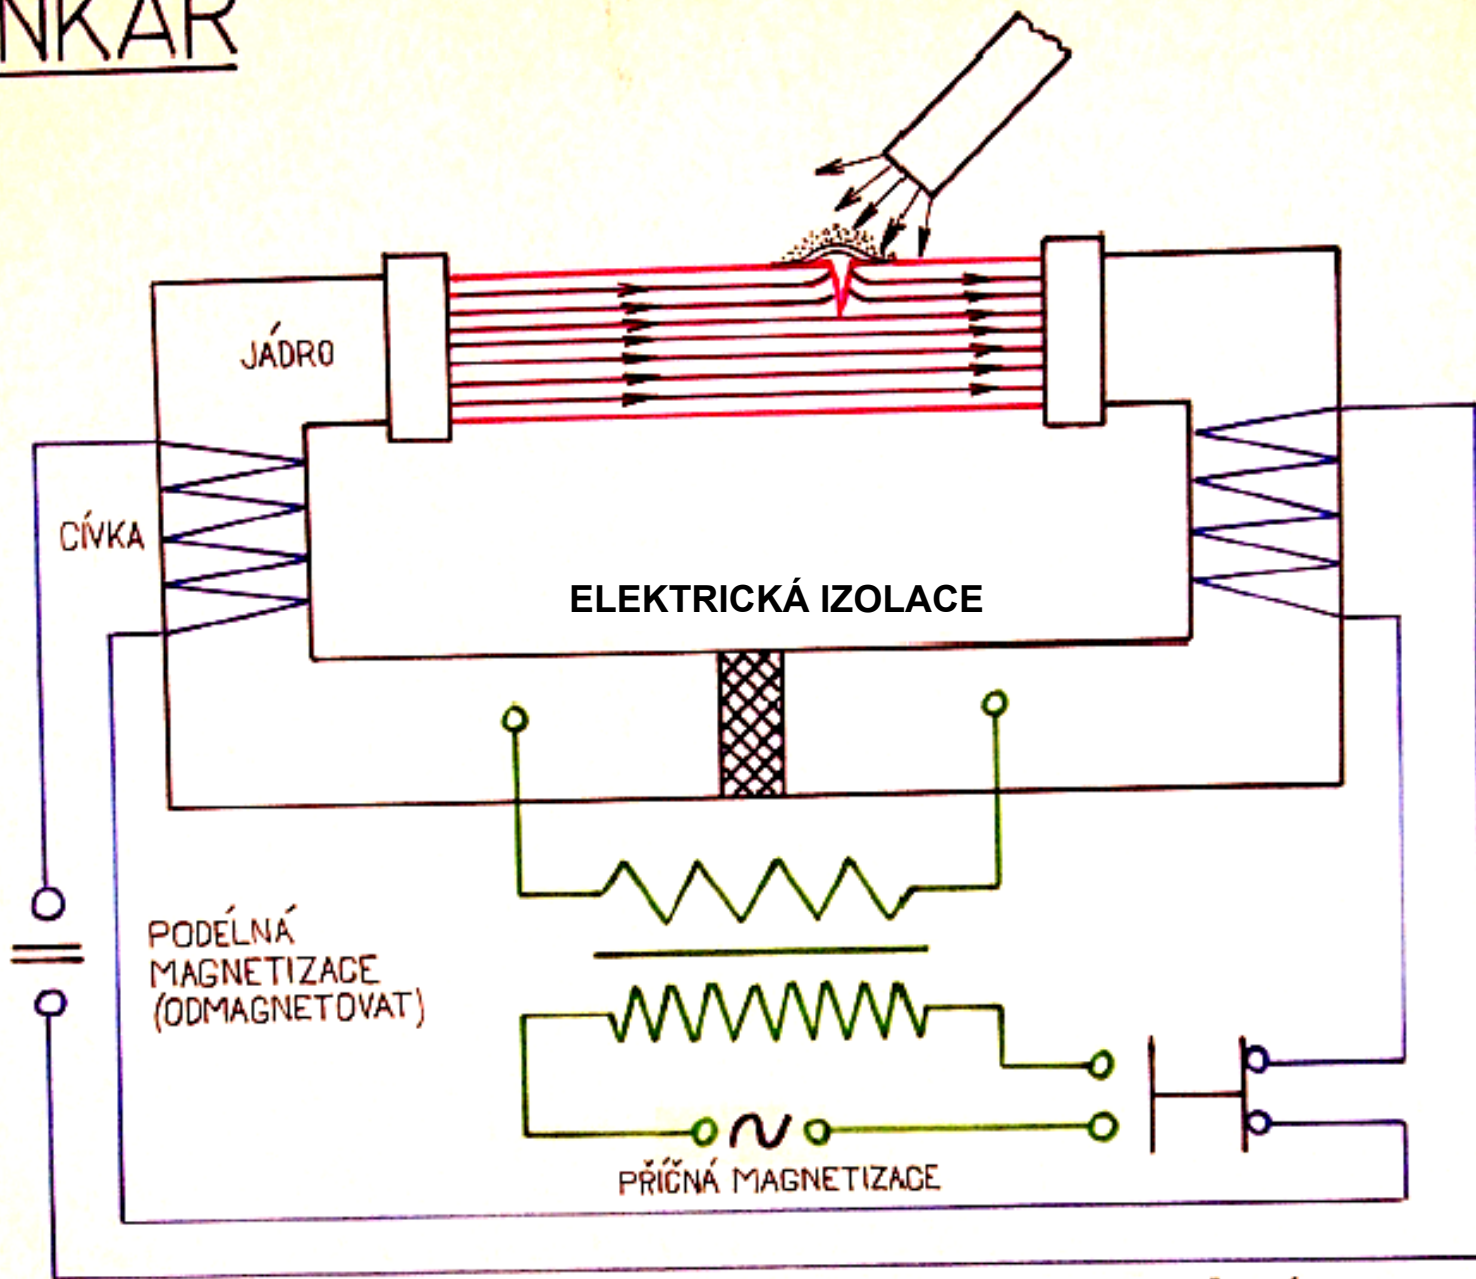 NKAR
JÁDRO
CÍVKA
ELEKTRICKÁ IZOLACE
PODÉLNÁ
MAGNETIZACE
(ODMAGNETOVAT)
PŘÍČNÁ MAGNETIZACE